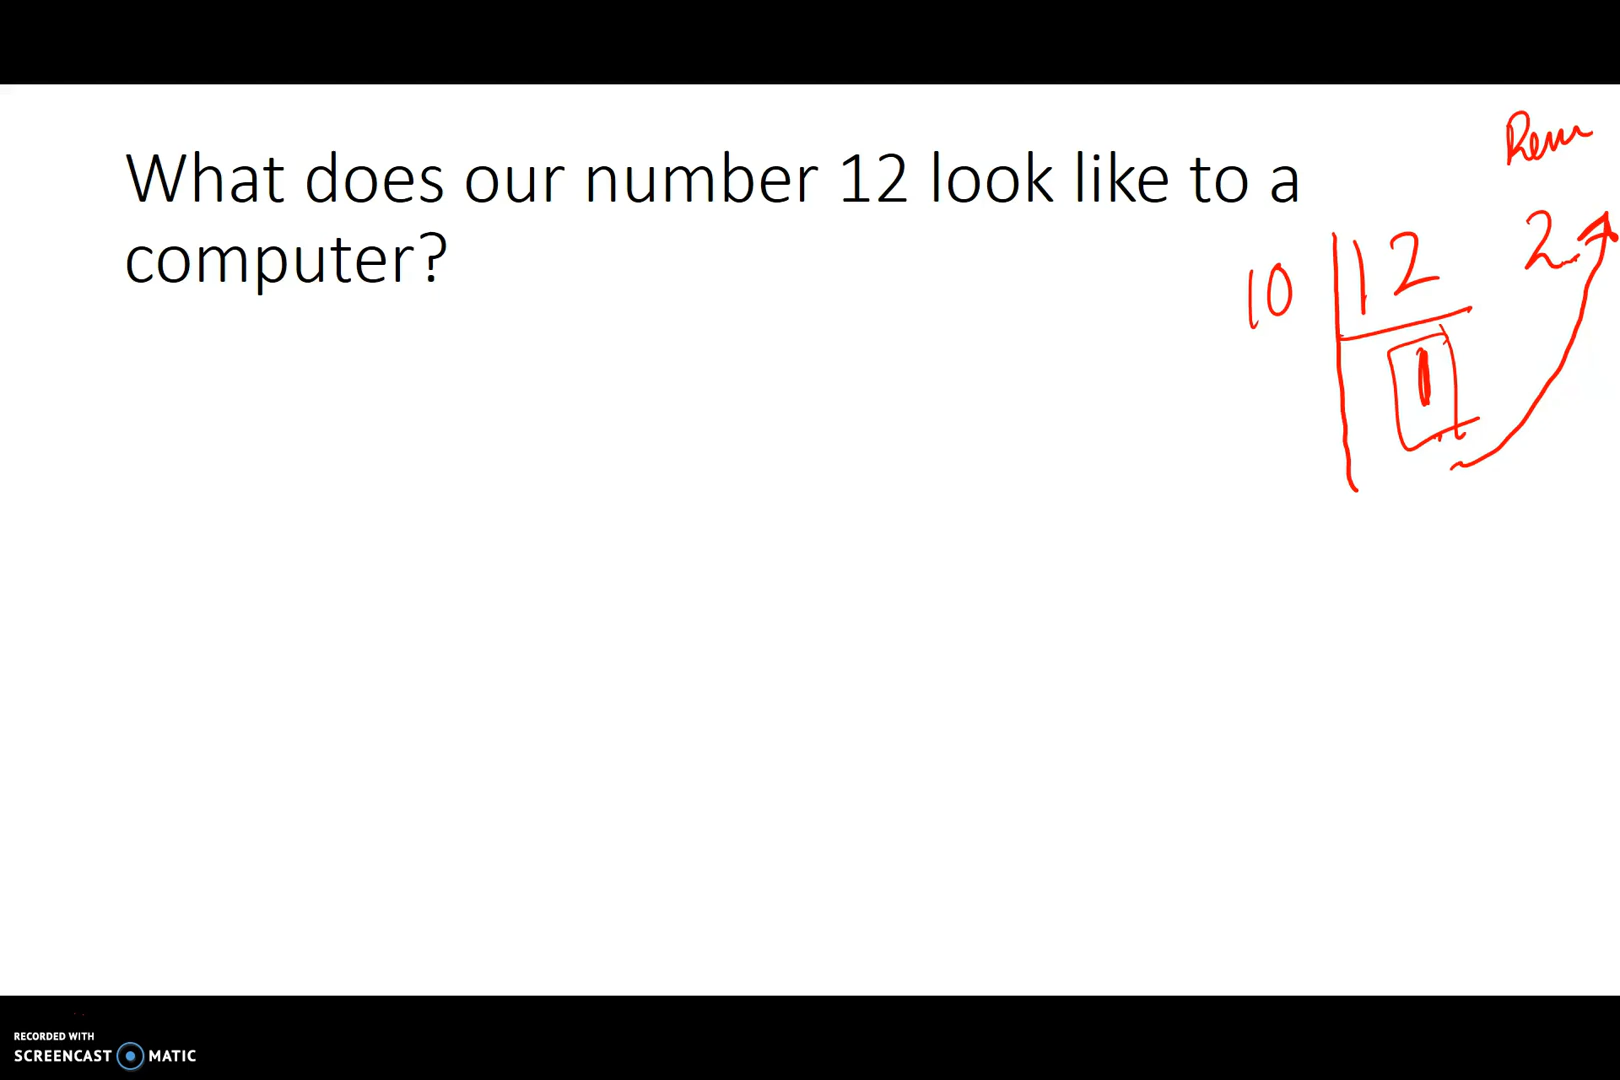 What does our number 12 look like to a
computer?
Rem
10 12 2
1
RECORDED WITH
SCREENCAST MATIC